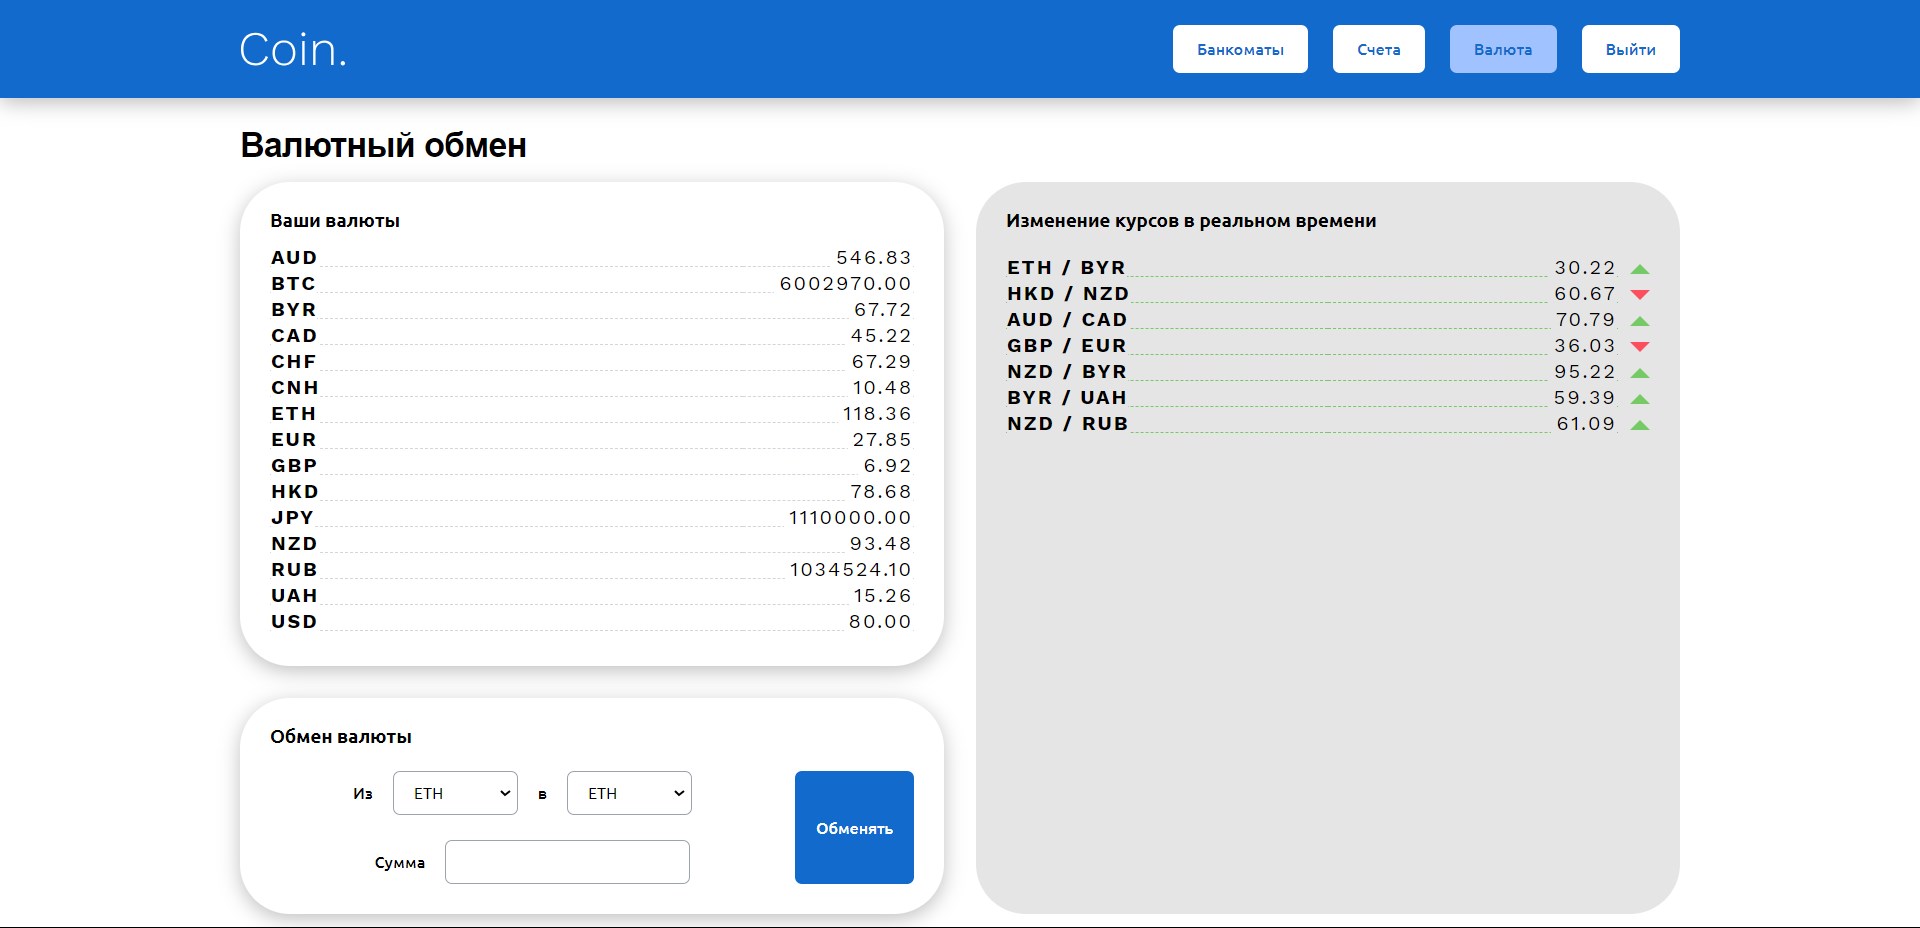 Coin.
Банкоматы Счета Валюта Выйти
Валютный обмен
Ваши валюты
AUD 546.83
BTC 6002970.00
BYR 67.72
CAD 45.22
CHF 67.29
CNH 10.48
ETH 118.36
EUR 27.85
GBP 6.92
HKD 78.68
JPY 1110000.00
NZD 93.48
RUB 1034524.10
UAH 15.26
USD 80.00
Обмен валюты
Из ETH в ETH
Обменять
Сумма
Изменение курсов в реальном времени
ETH / BYR 30.22
HKD / NZD 60.67
AUD / CAD 70.79
GBP / EUR 36.03
NZD / BYR 95.22
BYR / UAH 59.39
NZD / RUB 61.09